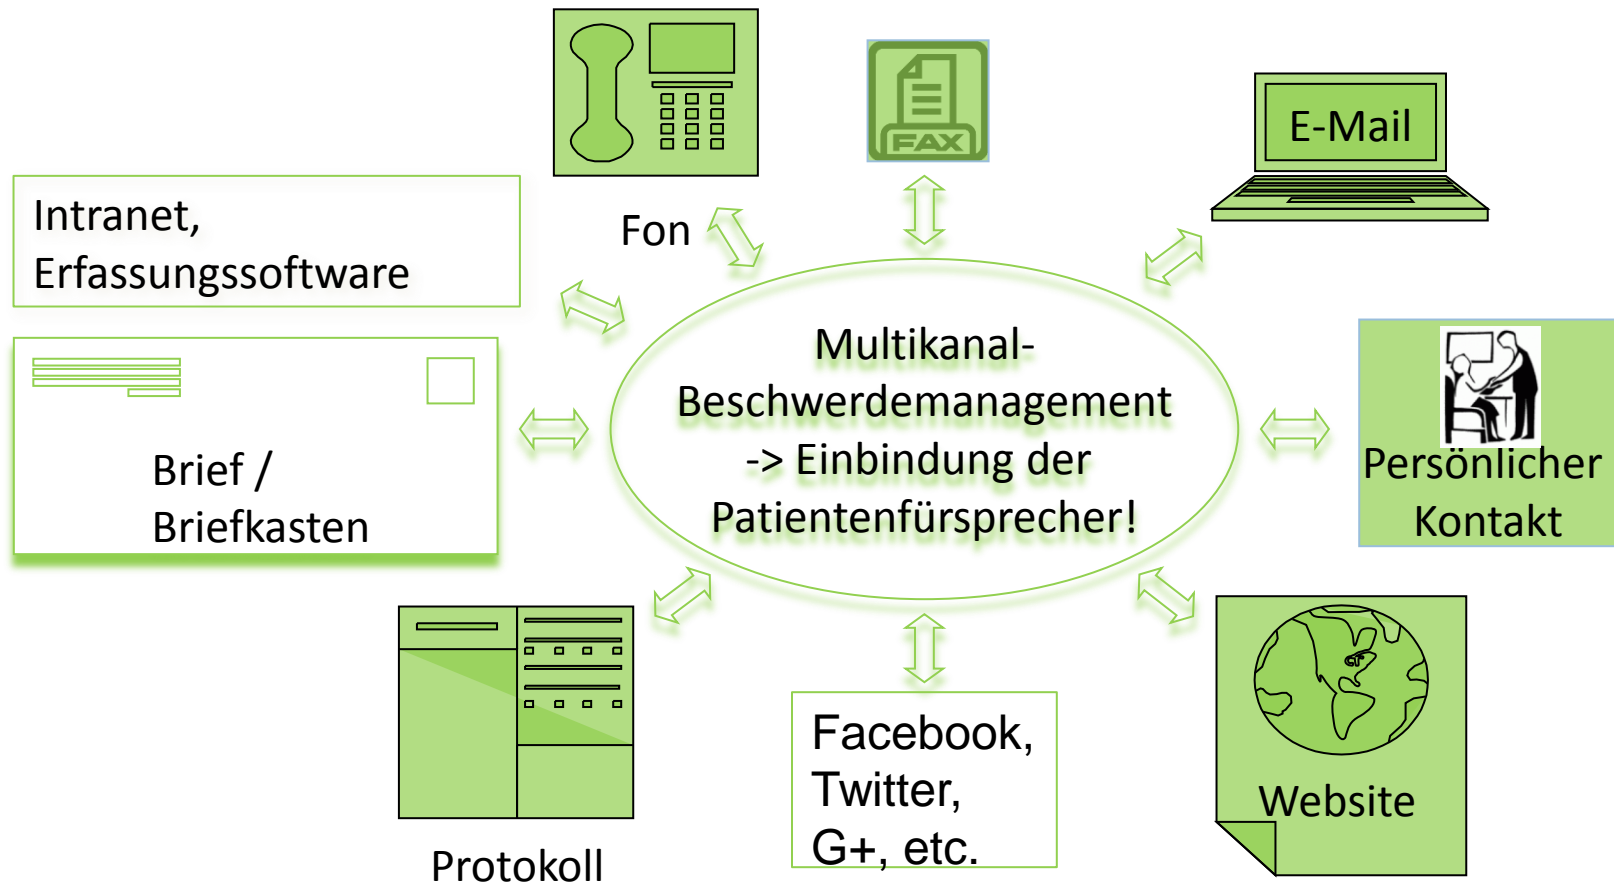 FAX
E-Mail
Fon
Intranet,
Erfassungssoftware
Multikanal-
Beschwerdemanagement
-> Einbindung der
Patientenfürsprecher!
Brief /
Briefkasten
Persönlicher
Kontakt
Protokoll
Facebook,
Twitter,
G+, etc.
Website